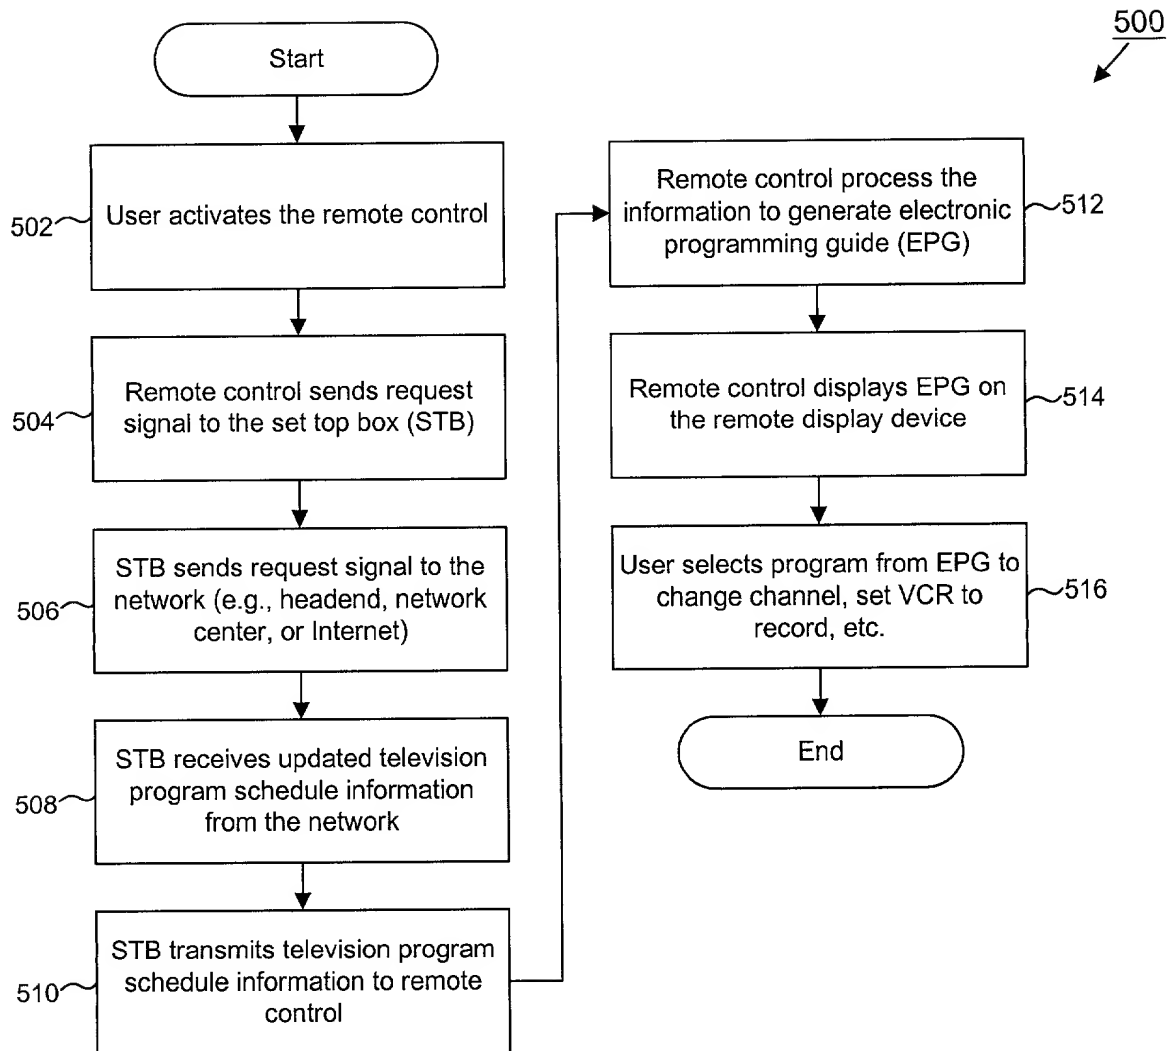 500
Start
502
User activates the remote control
504
Remote control sends request
signal to the set top box (STB)
506
STB sends request signal to the
network (e.g., headend, network
center, or Internet)
508
STB receives updated television
program schedule information
from the network
510
STB transmits television program
schedule information to remote
control
Remote control process the
information to generate electronic
programming guide (EPG)
512
Remote control displays EPG on
the remote display device
514
User selects program from EPG to
change channel, set VCR to
record, etc.
516
End